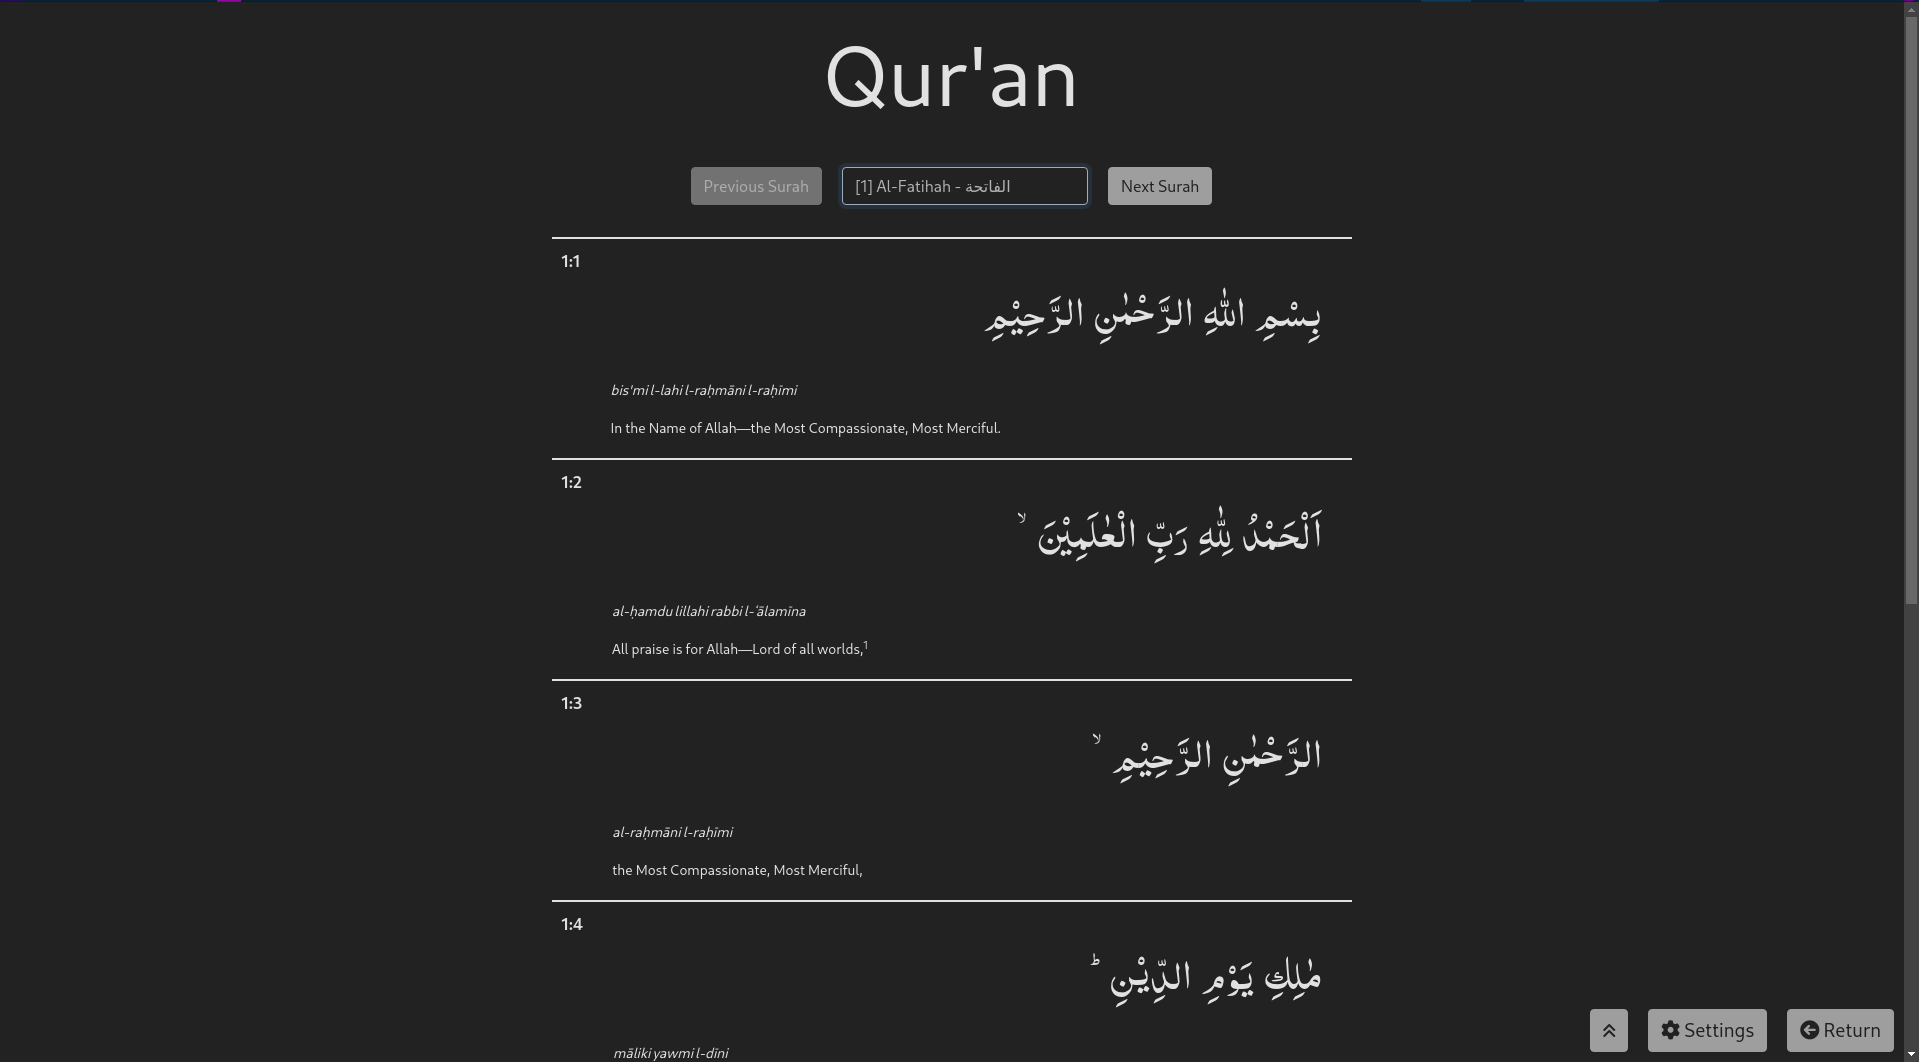 Qur'an
Previous Surah
[1] Al-Fatihah - الفاتحة
Next Surah
1:1
بِسْمِ اللّٰهِ الرَّحْمٰنِ الرَّحِيْمِ
bis'mi l-lahi l-raḥmāni l-raḥīmi
In the Name of Allah—the Most Compassionate, Most Merciful.
1:2
اَلْحَمْدُ لِلّٰهِ رَبِّ الْعٰلَمِيْنَ ۙ
al-ḥamdu lillahi rabbi l-ʿālamīna
All praise is for Allah—Lord of all worlds,¹
1:3
الرَّحْمٰنِ الرَّحِيْمِ ۙ
al-raḥmāni l-raḥīmi
the Most Compassionate, Most Merciful,
1:4
مٰلِكِ يَوْمِ الدِّيْنِ ؕ
māliki yawmi l-dīni
Settings
Return